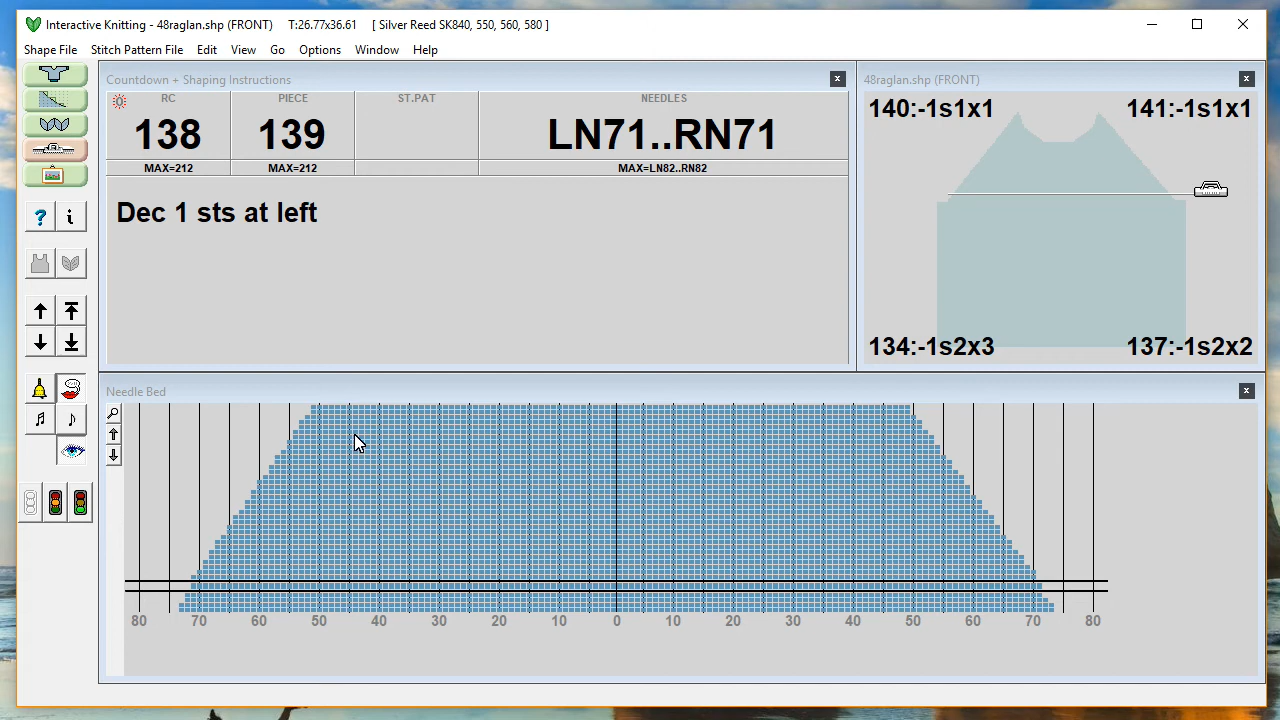 Interactive Knitting - 48raglan.shp (FRONT) T:26.77x36.61 [ Silver Reed SK840, 550, 560, 580 ]
Shape File Stitch Pattern File Edit View Go Options Window Help
Countdown + Shaping Instructions
RC PIECE ST.PAT NEEDLES
138 139 LN71..RN71
MAX=212 MAX=212 MAX=LN82..RN82
Dec 1 sts at left
48raglan.shp (FRONT)
140:-1s1x1 141:-1s1x1
134:-1s2x3 137:-1s2x2
Needle Bed
80 70 60 50 40 30 20 10 0 10 20 30 40 50 60 70 80